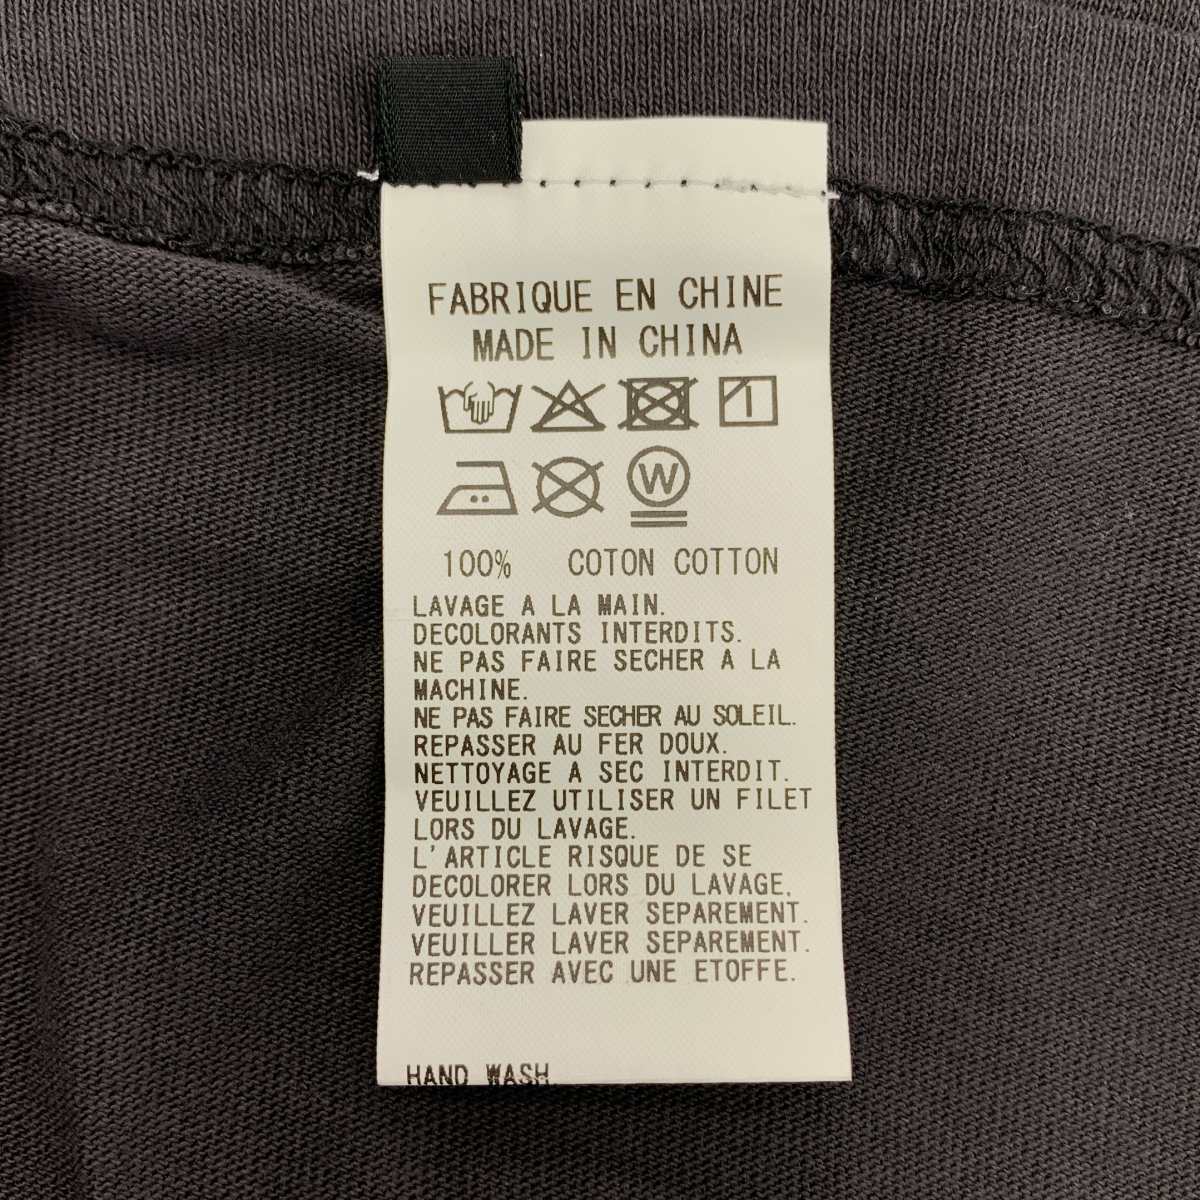 FABRIQUE EN CHINE
MADE IN CHINA
W
100% COTON COTTON
LAVAGE A LA MAIN.
DECOLORANTS INTERDITS.
NE PAS FAIRE SECHER A LA
MACHINE.
NE PAS FAIRE SECHER AU SOLEIL.
REPASSER AU FER DOUX.
NETTOYAGE A SEC INTERDIT.
VEUILLEZ UTILISER UN FILET
LORS DU LAVAGE.
L'ARTICLE RISQUE DE SE
DECOLORER LORS DU LAVAGE.
VEUILLEZ LAVER SEPAREMENT.
VEUILLER LAVER SEPAREMENT.
REPASSER AVEC UNE ETOFFE.
HAND WASH.